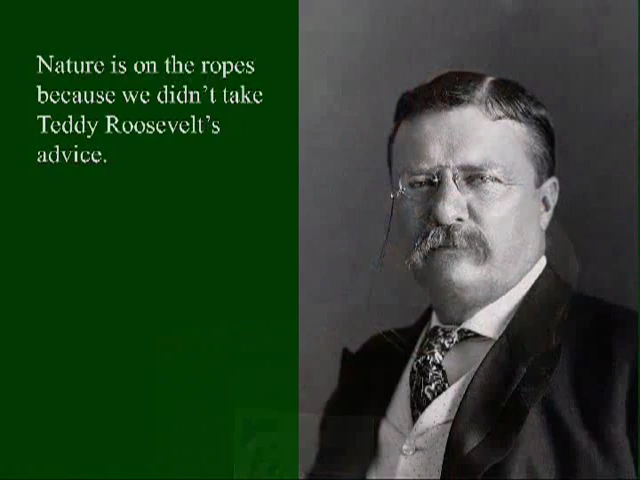 Nature is on the ropes
because we didn't take
Teddy Roosevelt's
advice.